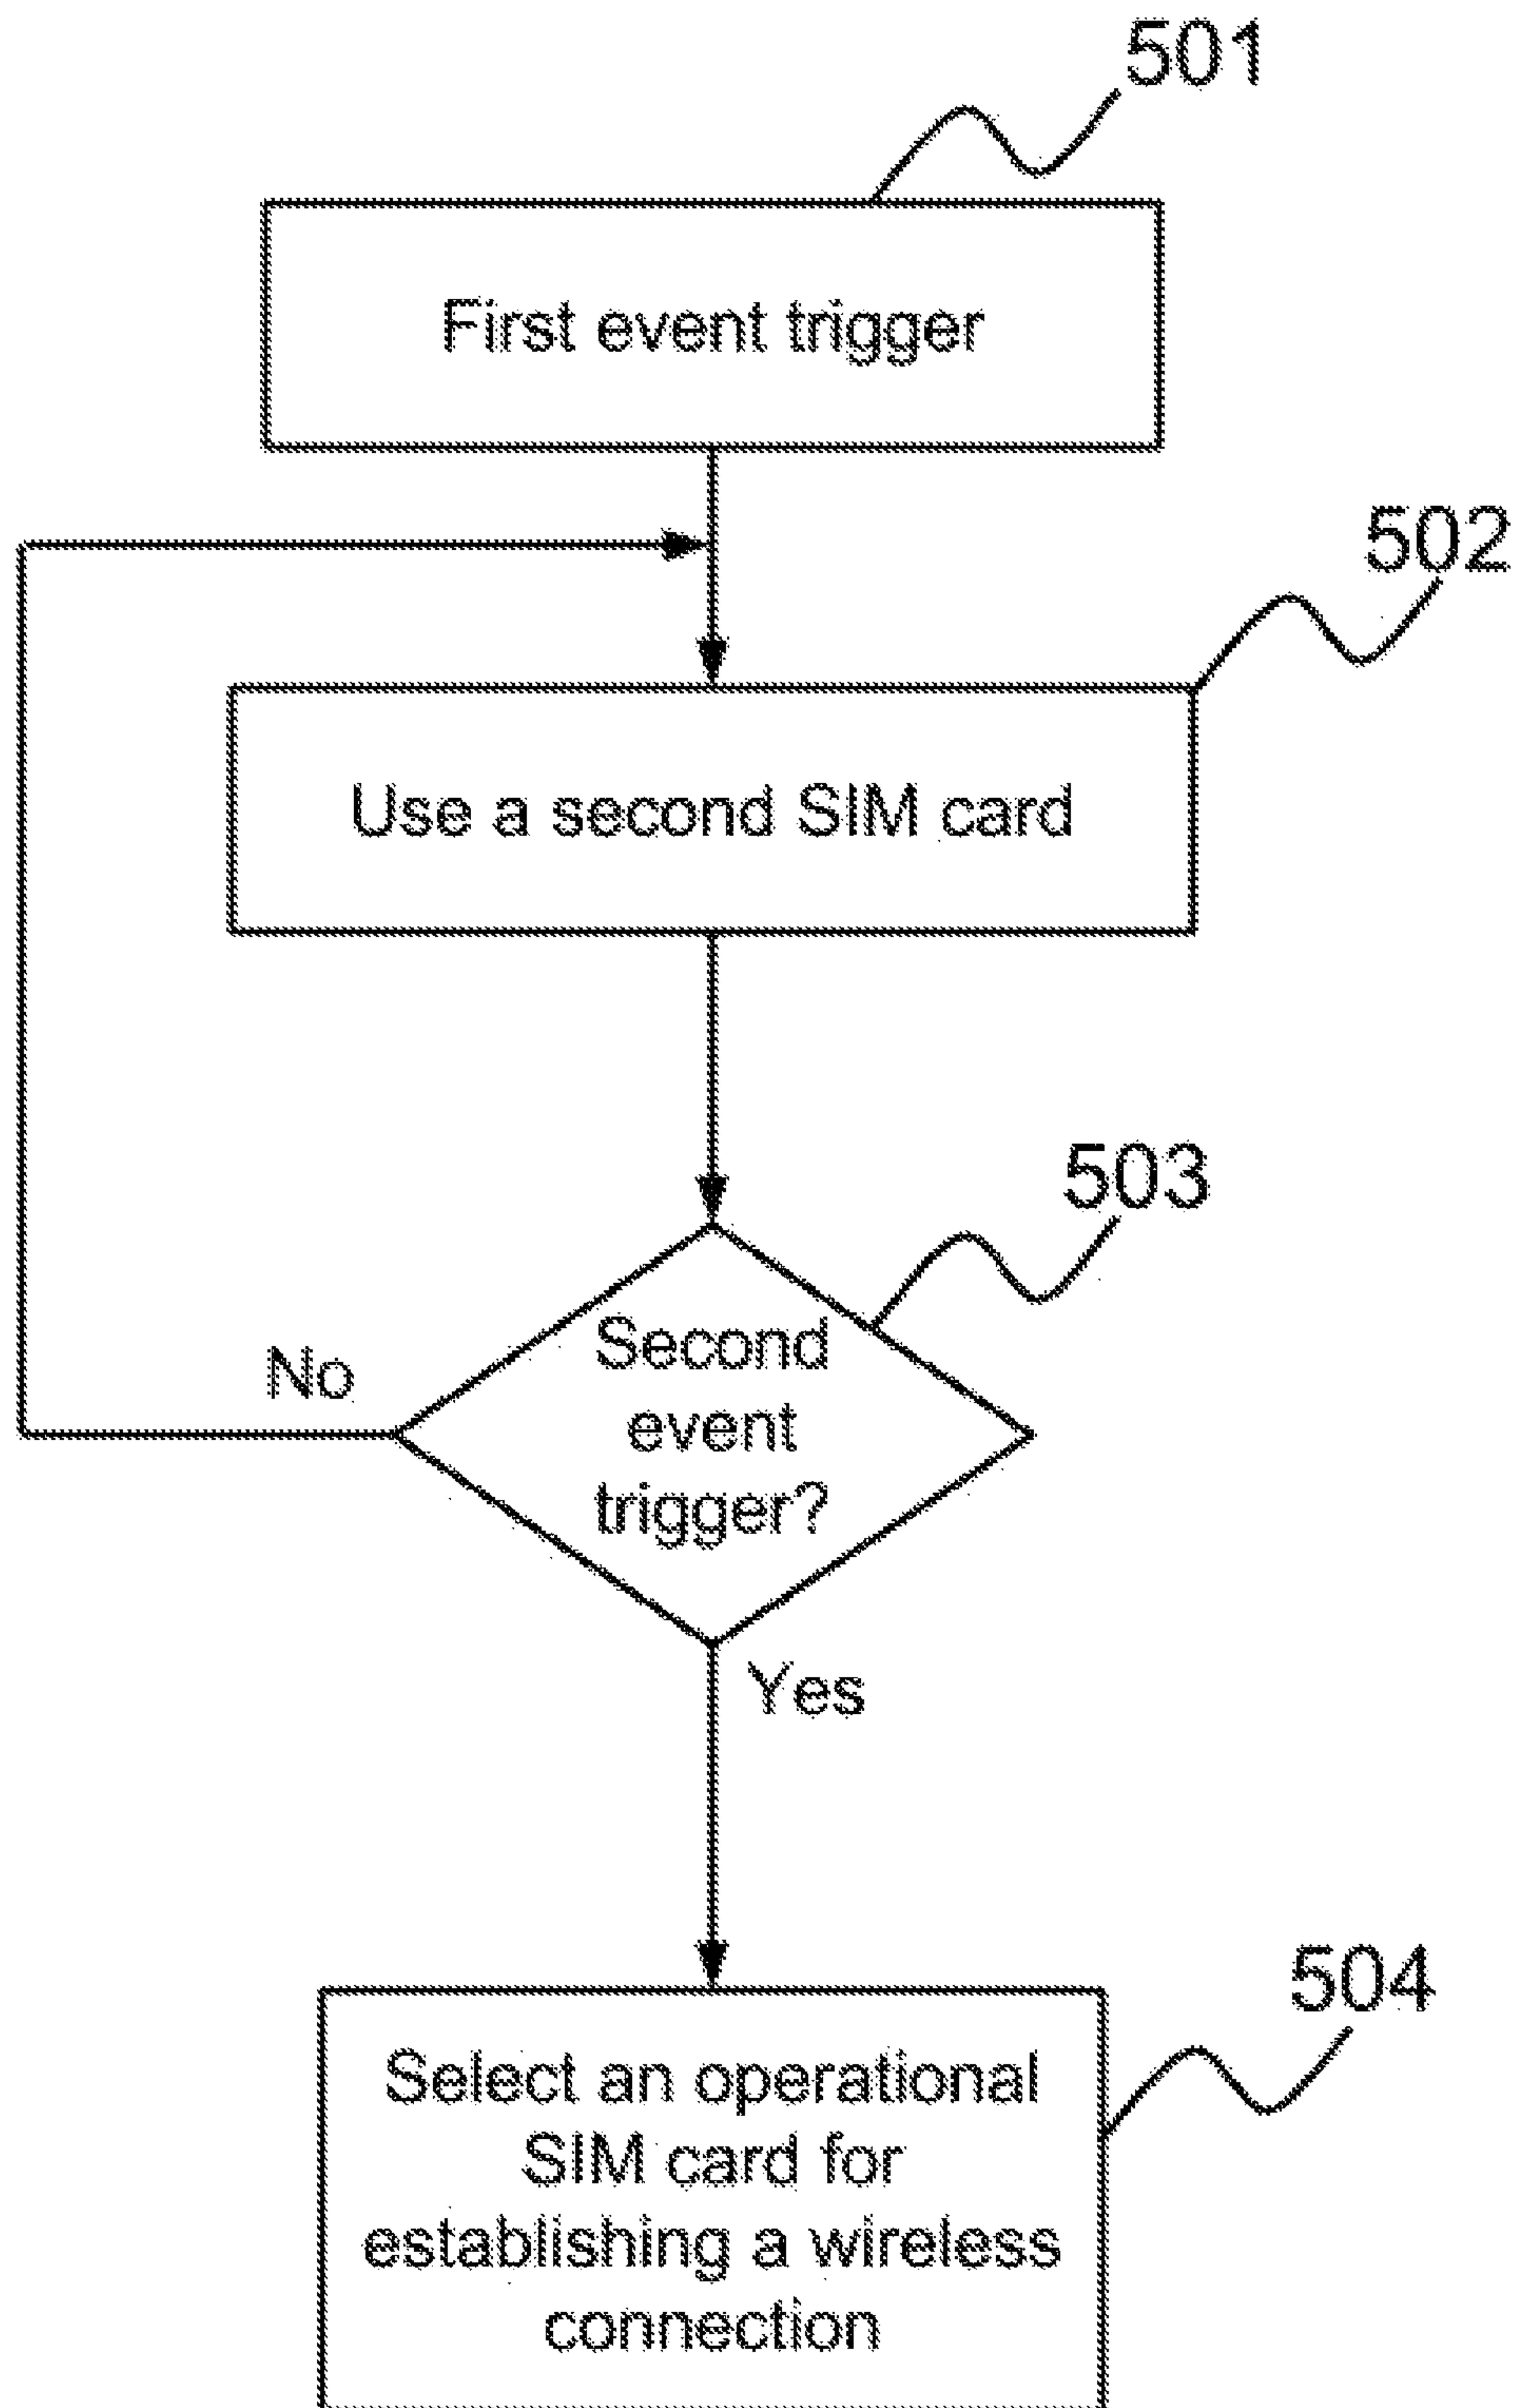 501
First event trigger
502
Use a second SIM card
503
Second
event
trigger?
No
Yes
504
Select an operational
SIM card for
establishing a wireless
connection